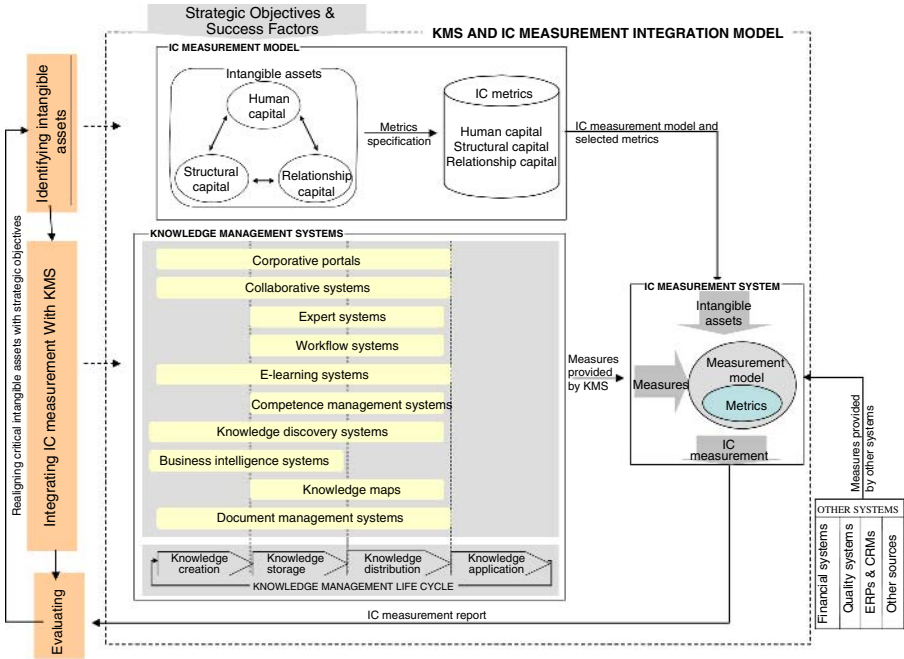 Strategic Objectives &
Success Factors
KMS AND IC MEASUREMENT INTEGRATION MODEL
IC MEASUREMENT MODEL
Intangible assets
Human
capital
Structural
capital
Relationship
capital
Metrics
specification
IC metrics
Human capital
Structural capital
Relationship capital
IC measurement model and
selected metrics
Identifying intangible
assets
Integrating IC measurement With KMS
Evaluating
Realigning critical intangible assets with strategic objectives
KNOWLEDGE MANAGEMENT SYSTEMS
Corporative portals
Collaborative systems
Expert systems
Workflow systems
E-learning systems
Competence management systems
Knowledge discovery systems
Business intelligence systems
Knowledge maps
Document management systems
Knowledge
creation
Knowledge
storage
Knowledge
distribution
Knowledge
application
KNOWLEDGE MANAGEMENT LIFE CYCLE
Measures
provided
by KMS
IC MEASUREMENT SYSTEM
Intangible
assets
Measures
Measurement
model
Metrics
IC
measurement
Measures provided
by other systems
OTHER SYSTEMS
Financial systems
Quality systems
ERPs & CRMs
Other sources
IC measurement report